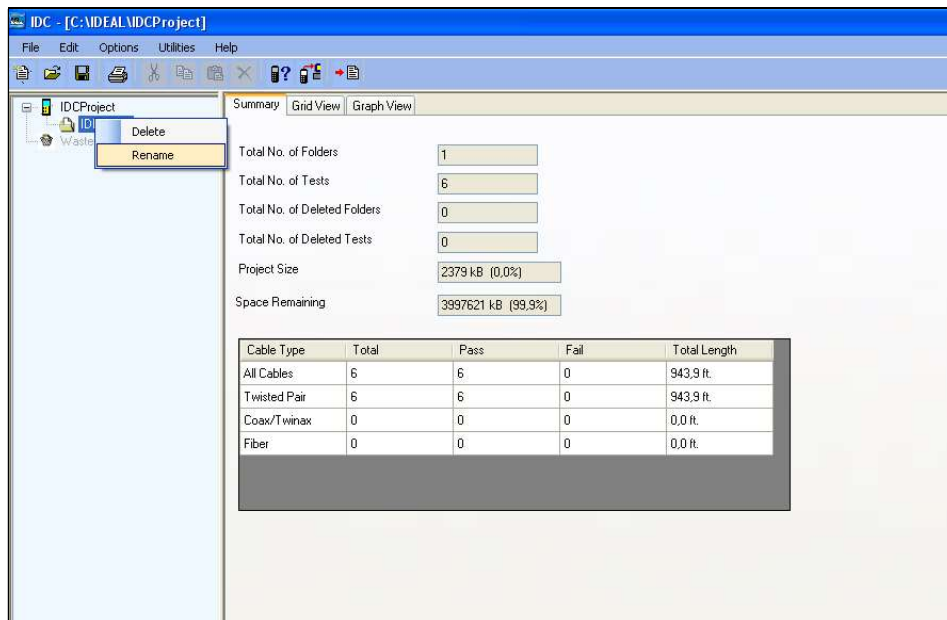 IDC - [C:\IDEAL\IDCProject]
File Edit Options Utilities Help
IDCProject
Delete
Rename
Summary Grid View Graph View
Total No. of Folders 1
Total No. of Tests 6
Total No. of Deleted Folders 0
Total No. of Deleted Tests 0
Project Size 2379 kB (0,0%)
Space Remaining 3997621 kB (99,9%)
Cable Type Total Pass Fail Total Length
All Cables 6 6 0 943,9 ft.
Twisted Pair 6 6 0 943,9 ft.
Coax/Twinax 0 0 0 0,0 ft.
Fiber 0 0 0 0,0 ft.